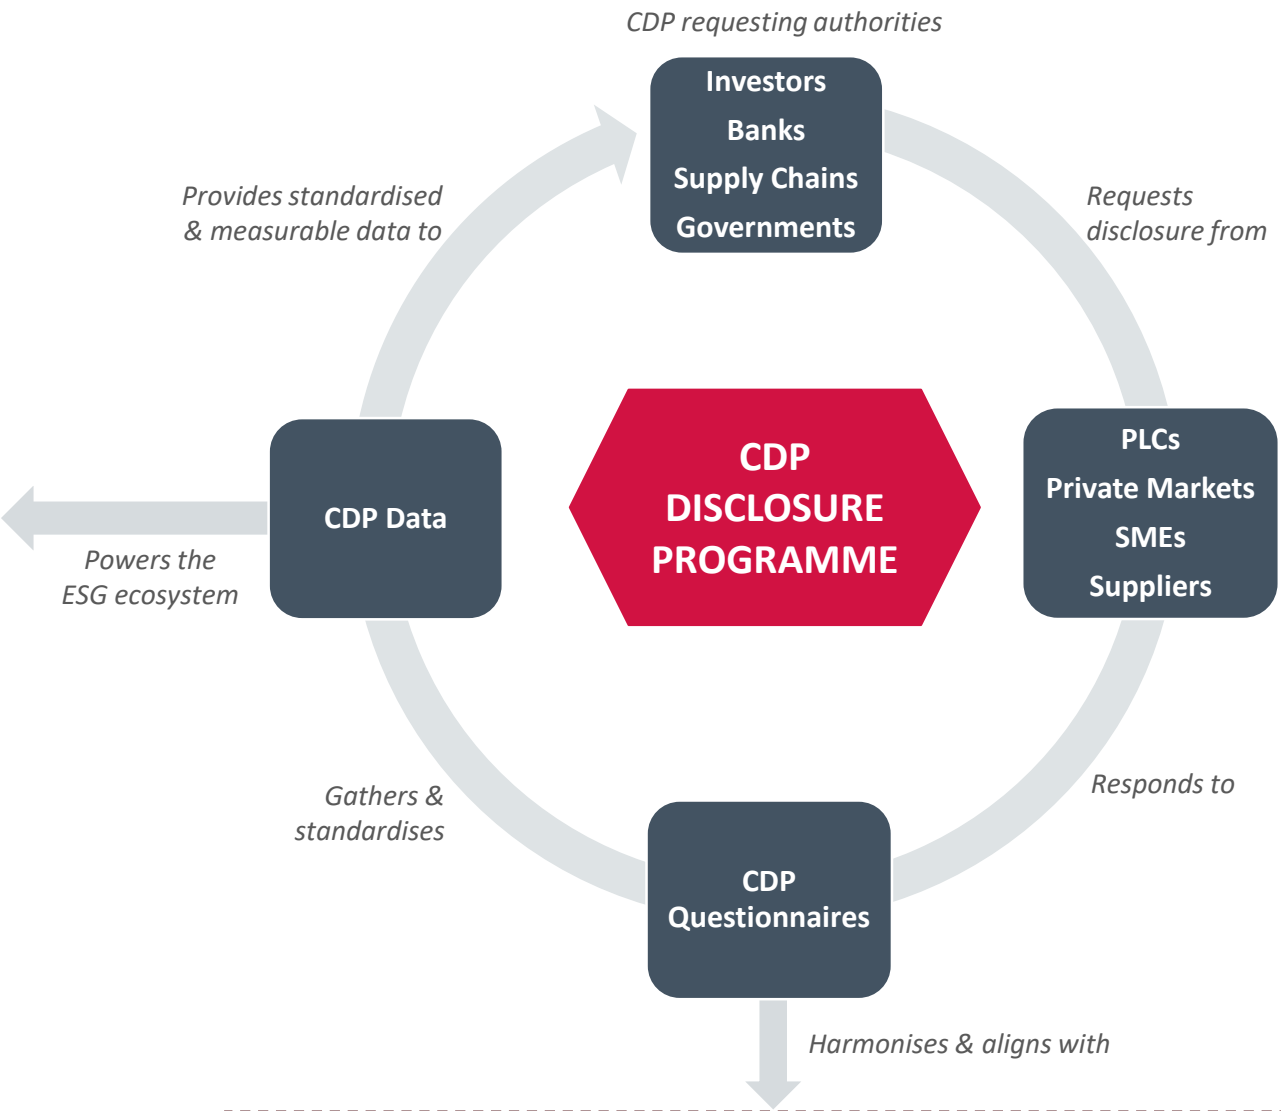 CDP requesting authorities
Investors
Banks
Supply Chains
Governments
Provides standardised
& measurable data to
Requests
disclosure from
CDP
DISCLOSURE
PROGRAMME
PLCs
Private Markets
SMEs
Suppliers
CDP Data
Powers the
ESG ecosystem
Gathers &
standardises
Responds to
CDP
Questionnaires
Harmonises & aligns with